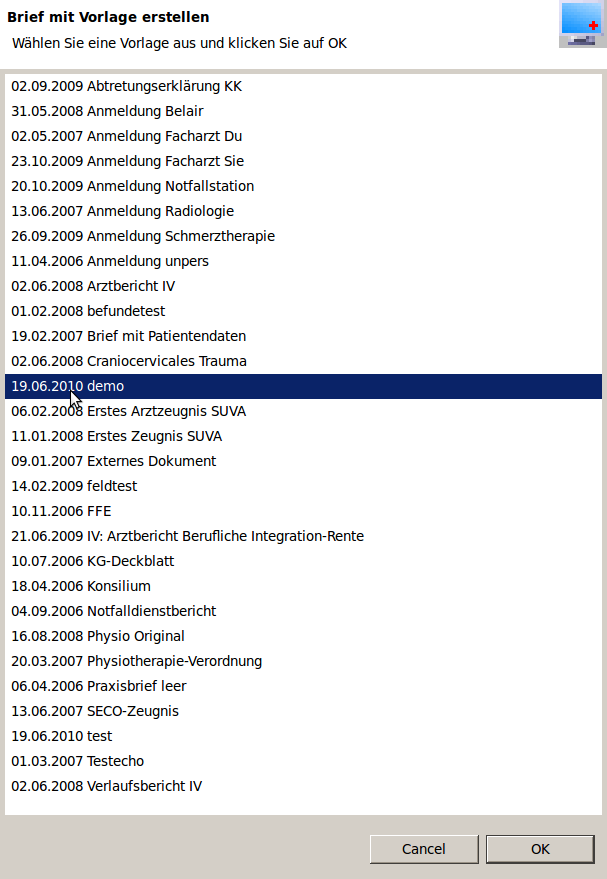 Brief mit Vorlage erstellen
Wählen Sie eine Vorlage aus und klicken Sie auf OK
02.09.2009 Abtretungserklärung KK
31.05.2008 Anmeldung Belair
02.05.2007 Anmeldung Facharzt Du
23.10.2009 Anmeldung Facharzt Sie
20.10.2009 Anmeldung Notfallstation
13.06.2007 Anmeldung Radiologie
26.09.2009 Anmeldung Schmerztherapie
11.04.2006 Anmeldung unpers
02.06.2008 Arztbericht IV
01.02.2008 befundetest
19.02.2007 Brief mit Patientendaten
02.06.2008 Craniocervicales Trauma
19.06.2010 demo
06.02.2008 Erstes Arztzeugnis SUVA
11.01.2008 Erstes Zeugnis SUVA
09.01.2007 Externes Dokument
14.02.2009 feldtest
10.11.2006 FFE
21.06.2009 IV: Arztbericht Berufliche Integration-Rente
10.07.2006 KG-Deckblatt
18.04.2006 Konsilium
04.09.2006 Notfalldienstbericht
16.08.2008 Physio Original
20.03.2007 Physiotherapie-Verordnung
06.04.2006 Praxisbrief leer
13.06.2007 SECO-Zeugnis
19.06.2010 test
01.03.2007 Testecho
02.06.2008 Verlaufsbericht IV
Cancel OK